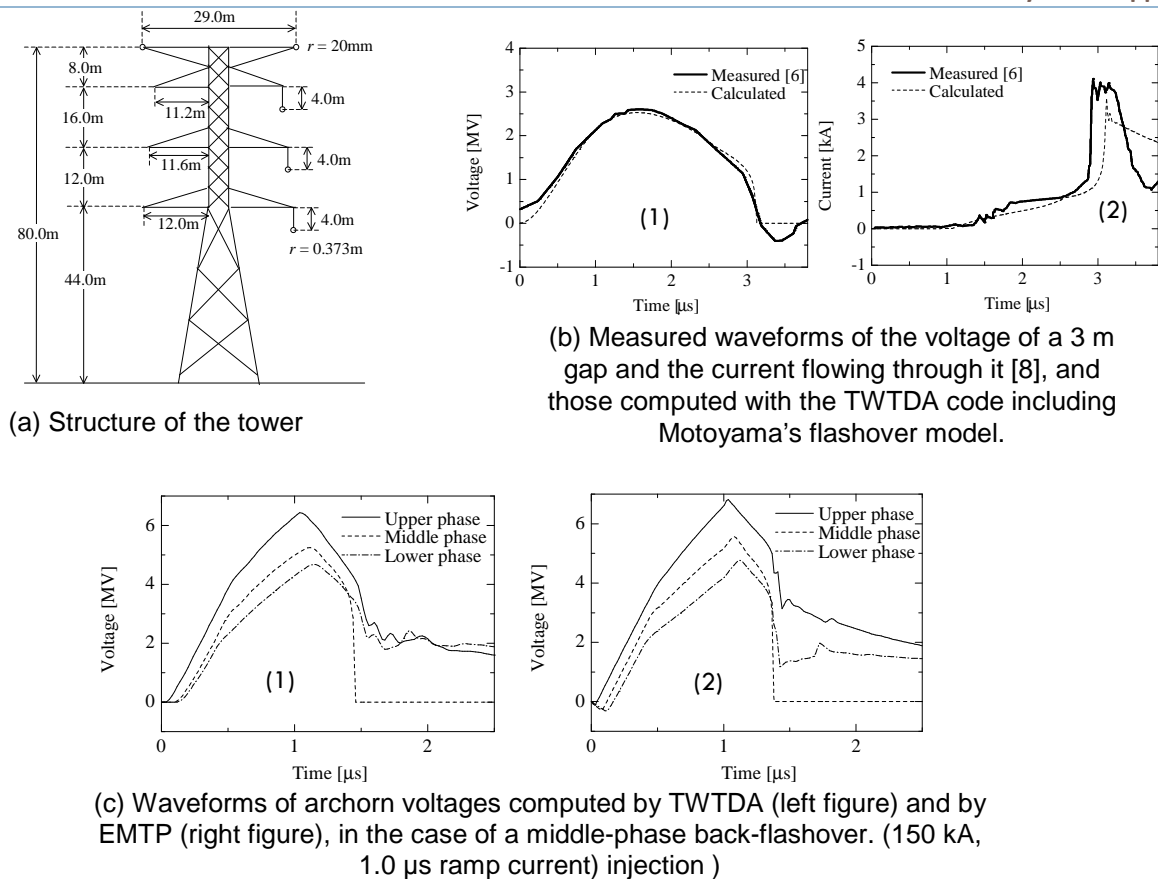 29.0m
r = 20mm
8.0m
4.0m
11.2m
16.0m
4.0m
11.6m
12.0m
4.0m
12.0m
80.0m
r = 0.373m
44.0m
(a) Structure of the tower
4
3
2
1
0
-1
Voltage [MV]
Measured [6]
Calculated
(1)
0 1 2 3
Time [μs]
5
4
3
2
1
0
-1
Current [kA]
Measured [6]
Calculated
(2)
0 1 2 3
Time [μs]
(b) Measured waveforms of the voltage of a 3 m
gap and the current flowing through it [8], and
those computed with the TWTDA code including
Motoyama's flashover model.
6
4
2
0
Voltage [MV]
Upper phase
Middle phase
Lower phase
(1)
0 1 2
Time [μs]
6
4
2
0
Voltage [MV]
Upper phase
Middle phase
Lower phase
(2)
0 1 2
Time [μs]
(c) Waveforms of archorn voltages computed by TWTDA (left figure) and by
EMTP (right figure), in the case of a middle-phase back-flashover. (150 kA,
1.0 μs ramp current) injection )